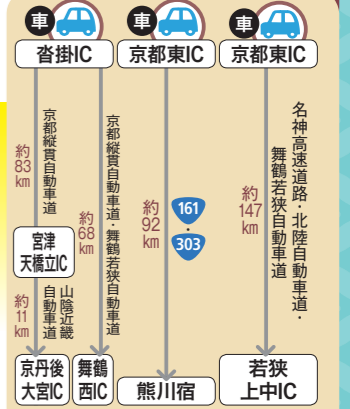 車
沓掛IC
京都縦貫自動車道
約83km
宮津
天橋立IC
山陰近畿
自動車道
約11km
京丹後
大宮IC
京都縦貫自動車道・舞鶴若狭自動車道
約68km
舞鶴
西IC
車
京都東IC
約92km
161
・
303
熊川宿
車
京都東IC
名神高速道路・北陸自動車道・
舞鶴若狭自動車道
約147km
若狭
上中IC